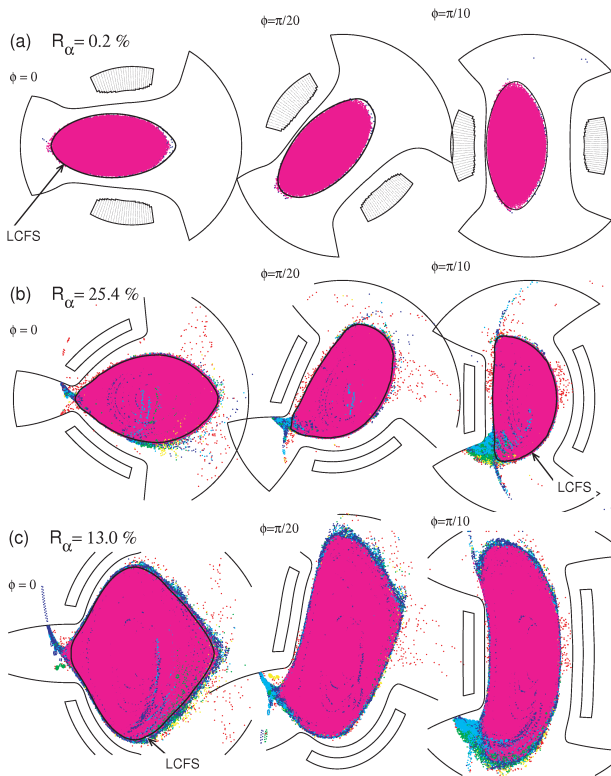 (a) Rα= 0.2 %
ϕ = 0
ϕ=π/20
ϕ=π/10
LCFS
(b) Rα= 25.4 %
ϕ = 0
ϕ=π/20
ϕ=π/10
LCFS
(c) Rα= 13.0 %
ϕ = 0
ϕ=π/20
ϕ=π/10
LCFS